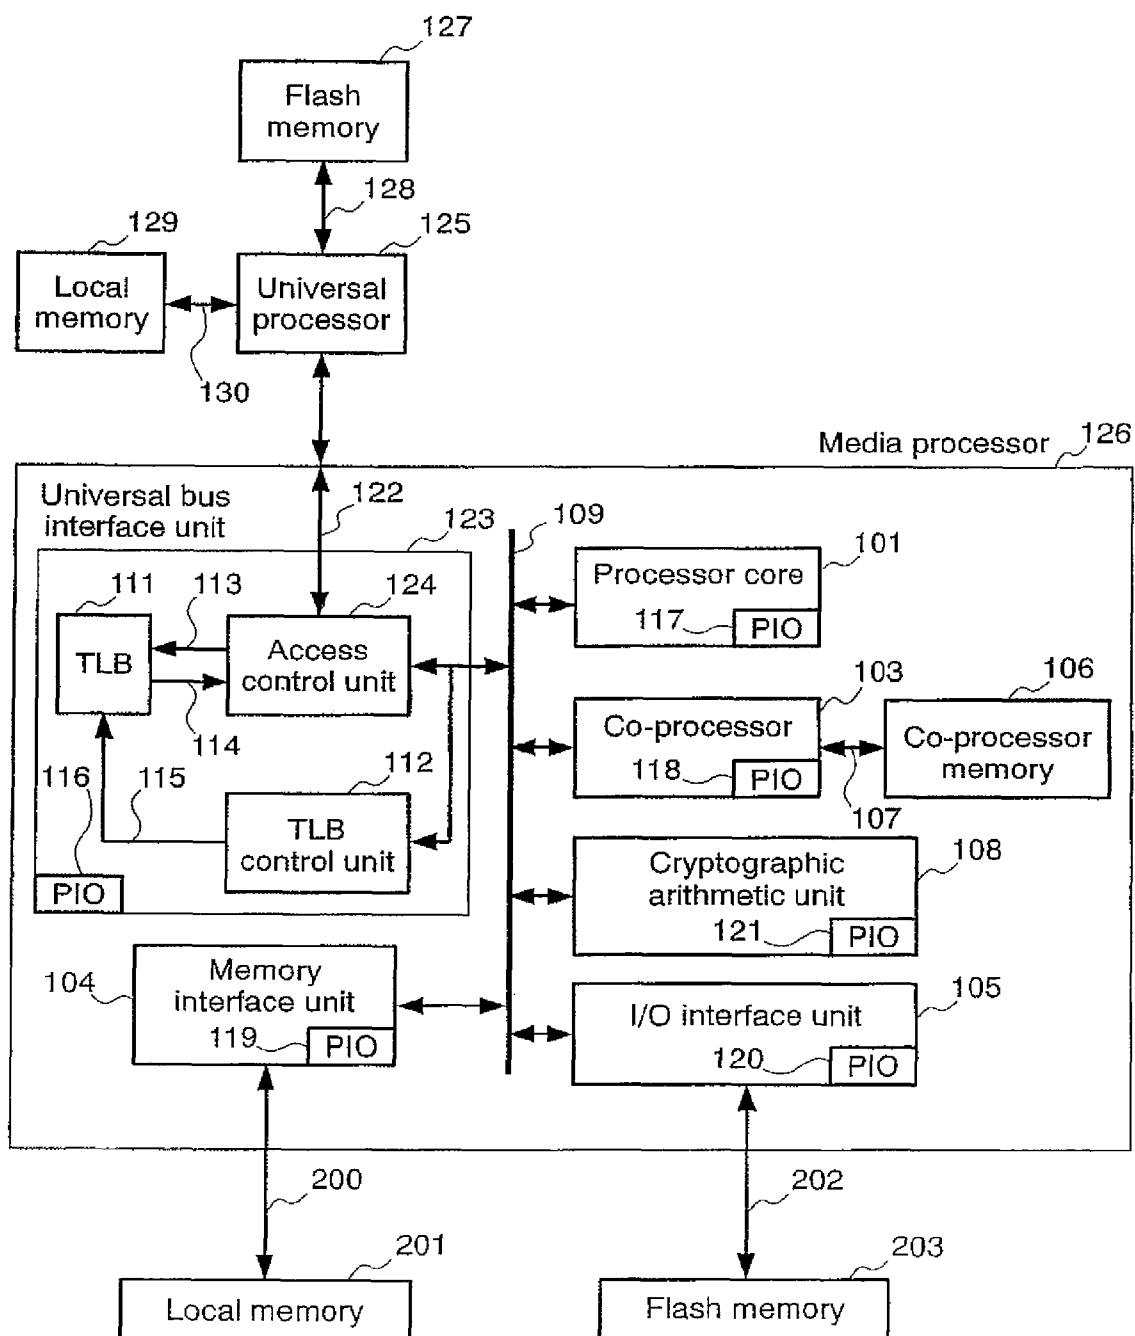 127
Flash
memory
128
129
125
Local
memory
Universal
processor
130
Media processor
126
Universal bus
interface unit
122
109
123
101
111
113
124
Processor core
117
PIO
TLB
Access
control unit
103
106
114
Co-processor
Co-processor
memory
118
PIO
116
115
112
107
TLB
control unit
Cryptographic
arithmetic unit
108
PIO
121
PIO
104
Memory
interface unit
105
I/O interface unit
119
PIO
120
PIO
200
202
201
203
Local memory
Flash memory